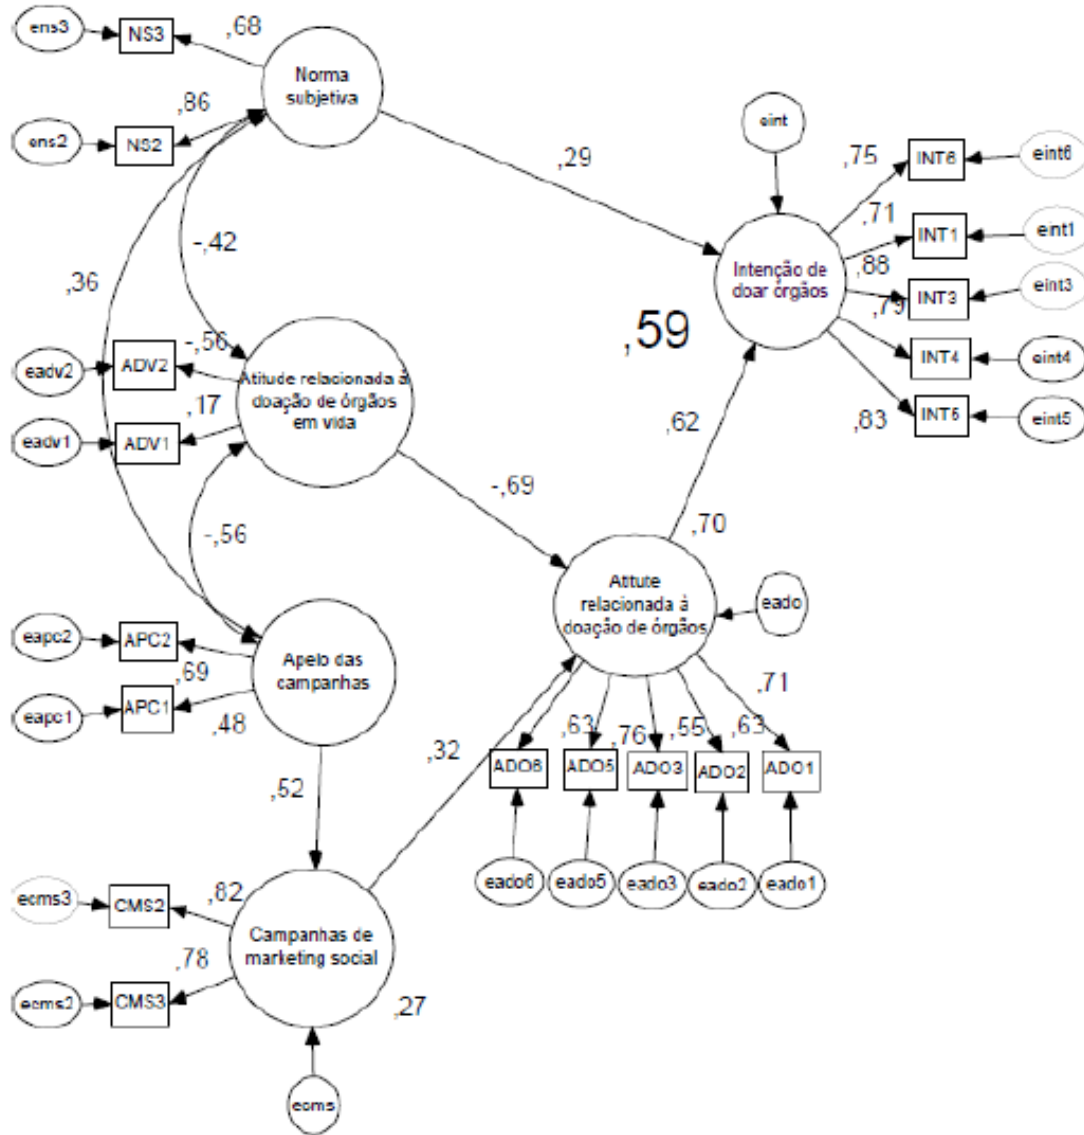 ens3
NS3
,68
Norma
subjetiva
,86
ens2
NS2
eint
,29
,75
INT6
eint6
,71
INT1
eint1
-,42
,36
Intenção de
doar órgãos
,88
INT3
eint3
,79
,59
INT4
eint4
-,56
ADV2
eadv2
Atitude relacionada à
doação de órgãos
em vida
,17
ADV1
eadv1
,62
,83
INT5
eint5
-,69
-,56
,70
Atitute
relacionada à
doação de órgãos
eado
eapc2
APC2
Apelo das
campanhas
,69
eapc1
APC1
,48
,71
,32
,63
,76
,55
,63
ADO6
ADO5
ADO3
ADO2
ADO1
,52
eado6
eado5
eado3
eado2
eado1
ecms3
CMS2
,82
Campanhas de
marketing social
,78
ecms2
CMS3
,27
ecms